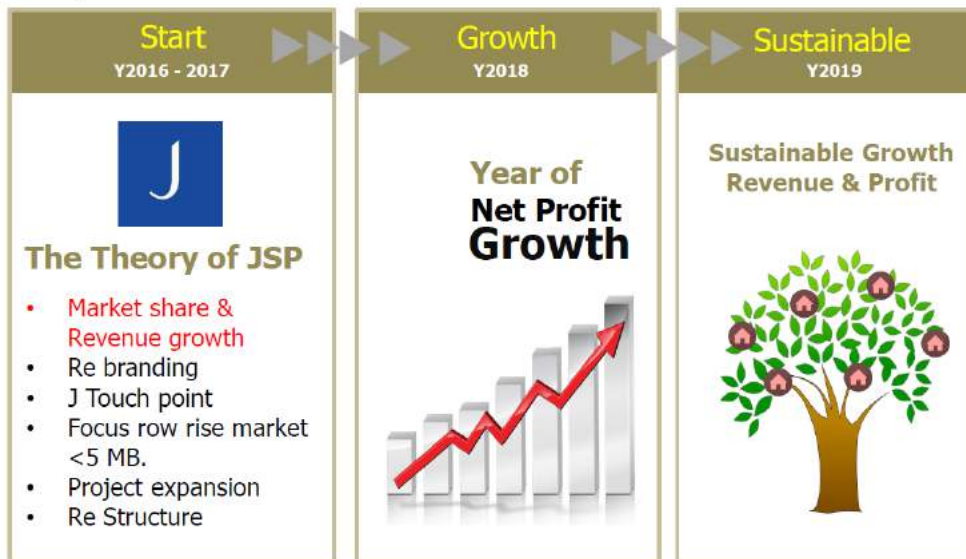 Start
Y2016 - 2017
J
The Theory of JSP
• Market share &
Revenue growth
• Re branding
• J Touch point
• Focus row rise market
<5 MB.
• Project expansion
• Re Structure
Growth
Y2018
Year of
Net Profit
Growth
Sustainable
Y2019
Sustainable Growth
Revenue & Profit